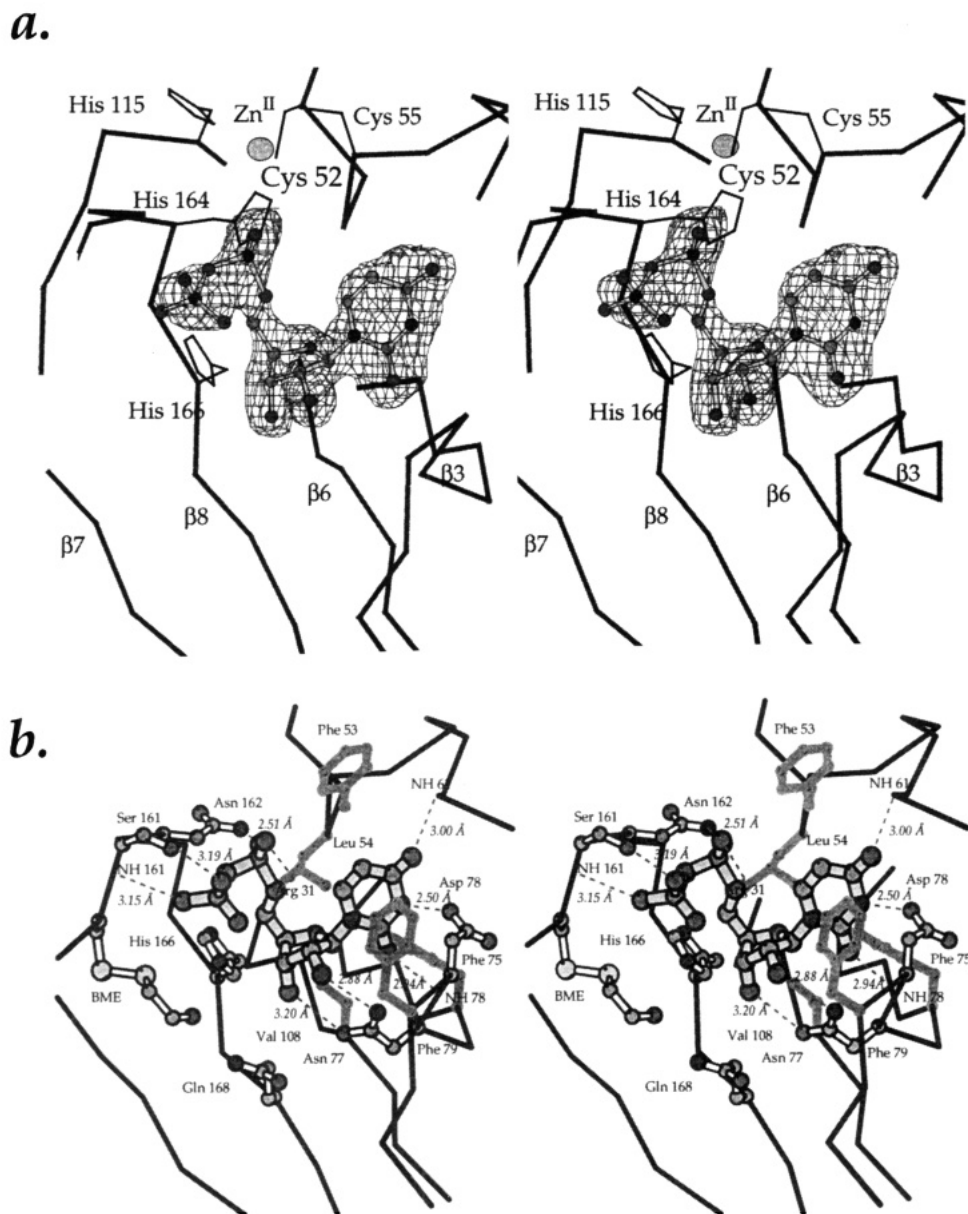 a.
His 115
Zn^II
Cys 55
Cys 52
His 164
His 166
β3
β6
β8
β7
His 115
Zn^II
Cys 55
Cys 52
His 164
His 166
β3
β6
β8
β7
b.
Phe 53
NH 61
Asn 162
Ser 161
2.51 Å
Leu 54
3.00 Å
3.19 Å
NH 161
Arg 31
Asp 78
3.15 Å
2.50 Å
His 166
Phe 75
BME
2.88 Å
2.94Å
NH 78
3.20 Å
Val 108
Asn 77
Phe 79
Gln 168
Phe 53
NH 61
Asn 162
Ser 161
2.51 Å
Leu 54
3.00 Å
3.19 Å
NH 161
Arg 31
Asp 78
3.15 Å
2.50 Å
His 166
Phe 75
BME
2.88 Å
2.94Å
NH 78
3.20 Å
Val 108
Asn 77
Phe 79
Gln 168